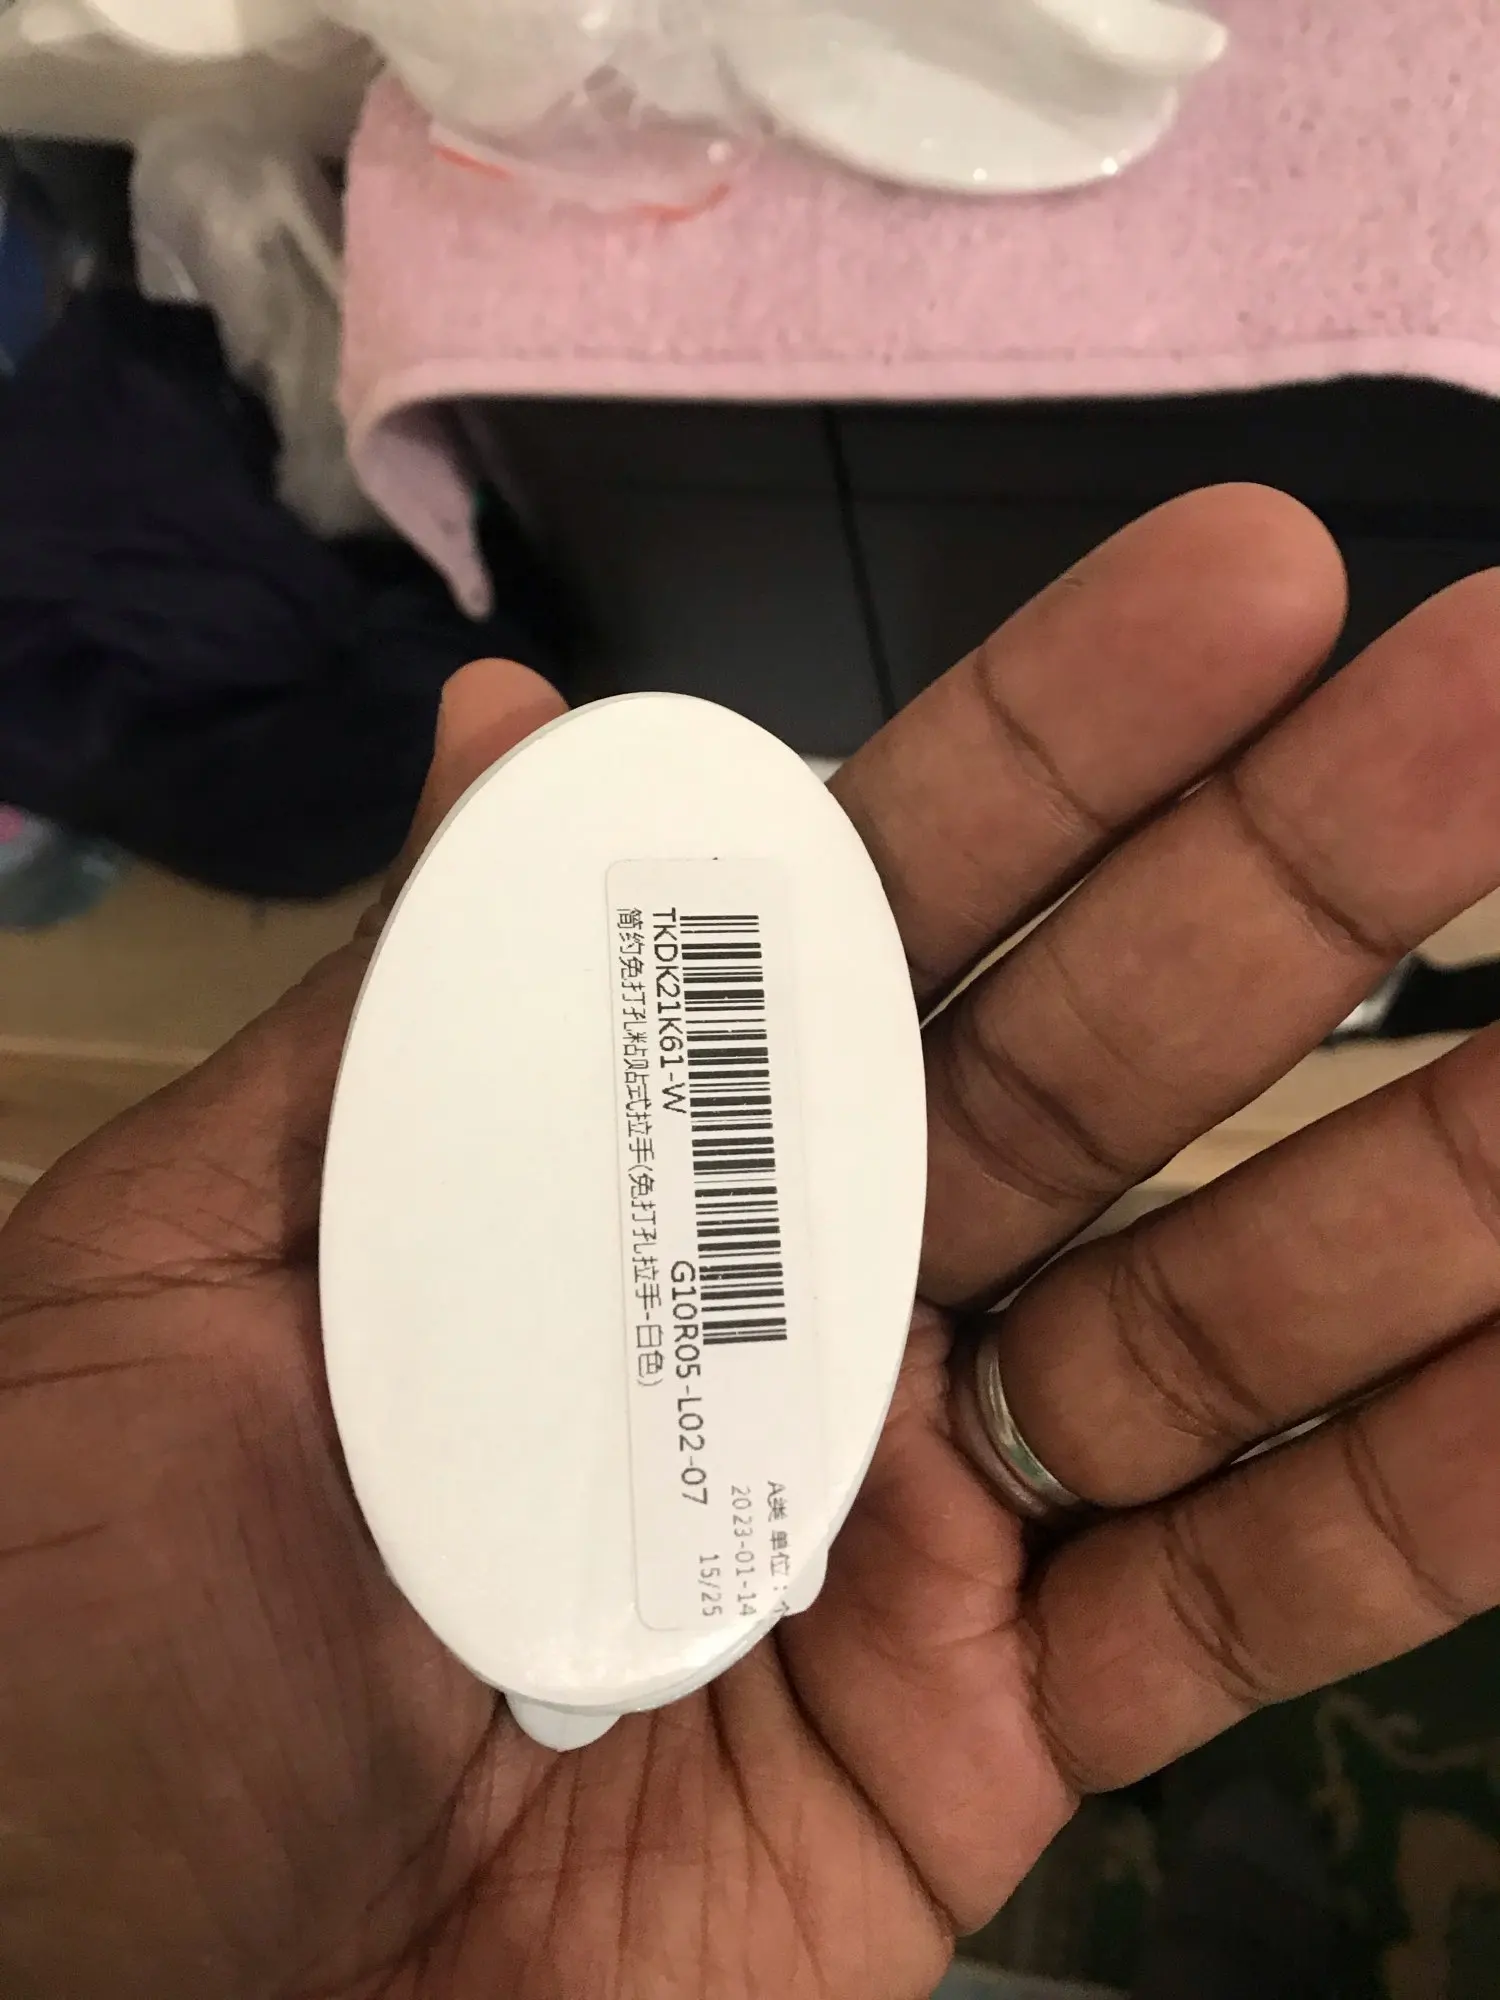 A类 单位:个
2023-01-14
15/25
TKDK21K61-W G10R05-L02-07
简约免打孔粘贴式拉手(免打孔拉手-白色)